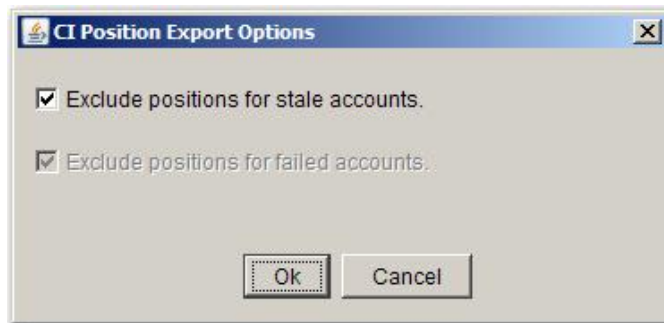 CI Position Export Options
Exclude positions for stale accounts.
Exclude positions for failed accounts.
Ok Cancel